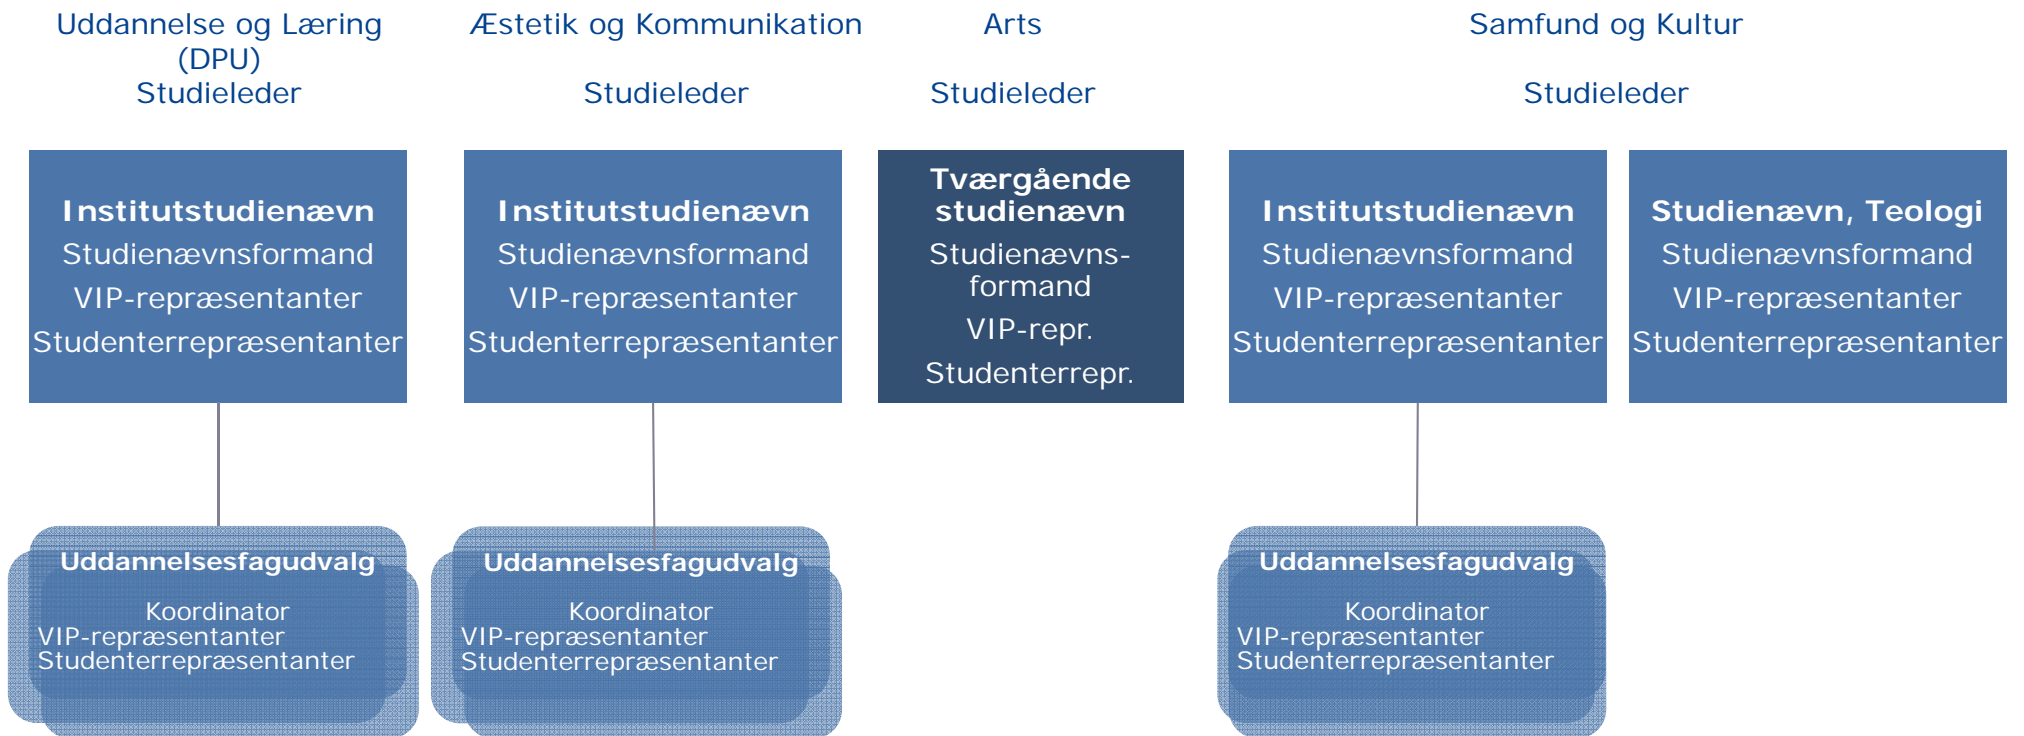 Uddannelse og Læring
(DPU)
Studieleder
Æstetik og Kommunikation
Studieleder
Arts
Studieleder
Samfund og Kultur
Studieleder
Institutstudienævn
Studienævnsformand
VIP-repræsentanter
Studenterrepræsentanter
Institutstudienævn
Studienævnsformand
VIP-repræsentanter
Studenterrepræsentanter
Tværgående
studienævn
Studienævns-
formand
VIP-repr.
Studenterrepr.
Institutstudienævn
Studienævnsformand
VIP-repræsentanter
Studenterrepræsentanter
Studienævn, Teologi
Studienævnsformand
VIP-repræsentanter
Studenterrepræsentanter
Uddannelsesfagudvalg
Koordinator
VIP-repræsentanter
Studenterrepræsentanter
Uddannelsesfagudvalg
Koordinator
VIP-repræsentanter
Studenterrepræsentanter
Uddannelsesfagudvalg
Koordinator
VIP-repræsentanter
Studenterrepræsentanter